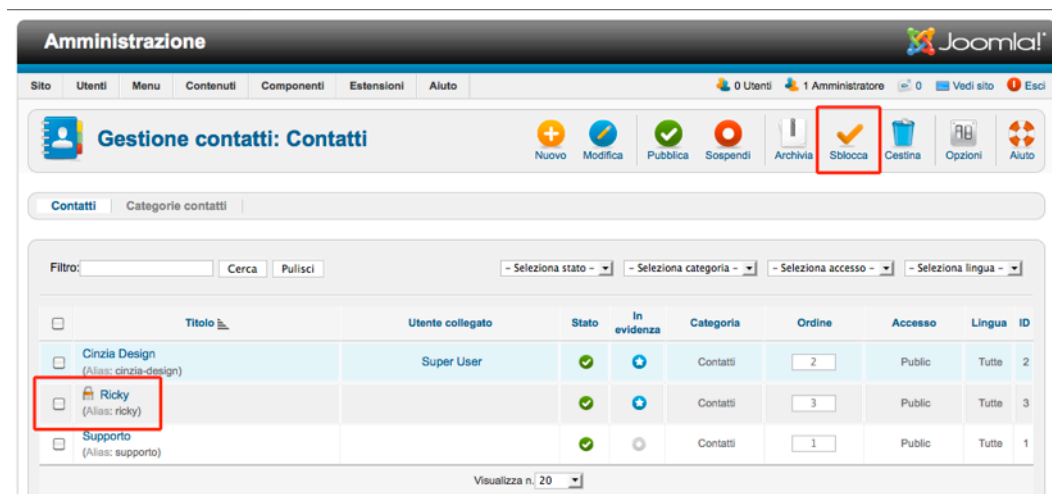 Amministrazione
Joomla!
Sito Utenti Menu Contenuti Componenti Estensioni Aiuto 0 Utenti 1 Amministratore 0 Vedi sito Esci
Gestione contatti: Contatti
Nuovo Modifica Pubblica Sospendi Archivia Sblocca Cestina Opzioni Aiuto
Contatti Categorie contatti
Filtro: Cerca Pulisci - Seleziona stato - - Seleziona categoria - - Seleziona accesso - - Seleziona lingua -
Titolo Utente collegato Stato In evidenza Categoria Ordine Accesso Lingua ID
Cinzia Design Super User Contatti 2 Public Tutte 2
(Alias: cinzia-design)
Ricky Contatti 3 Public Tutte 3
(Alias: ricky)
Supporto Contatti 1 Public Tutte 1
(Alias: supporto)
Visualizza n. 20